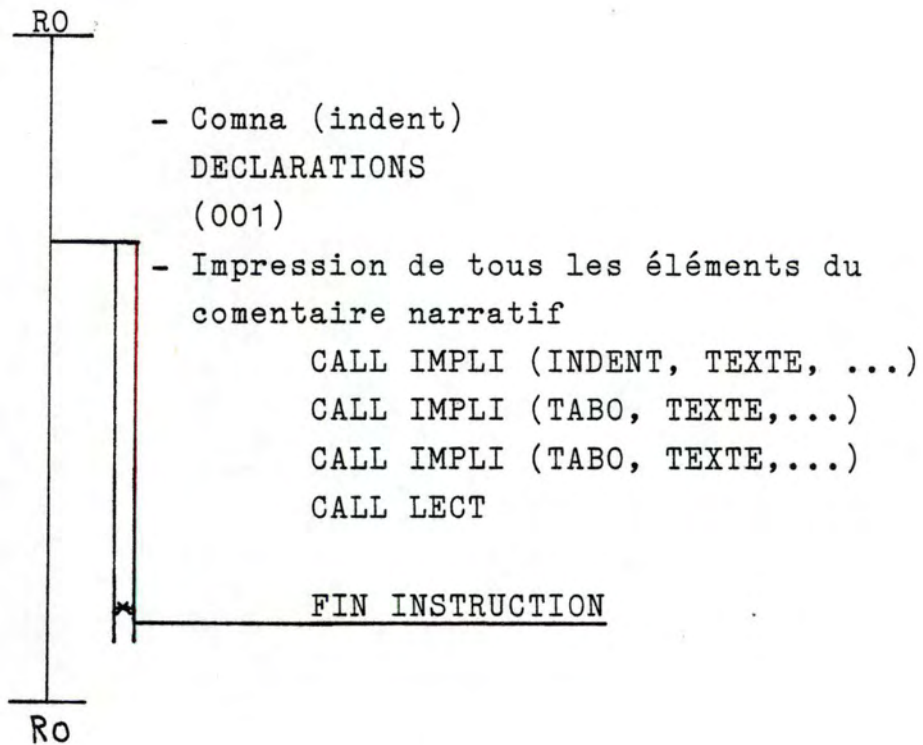 RO
- Comna (indent)
DECLARATIONS
(001)
- Impression de tous les éléments du
comentaire narratif
CALL IMPLI (INDENT, TEXTE, ...)
CALL IMPLI (TABO, TEXTE,...)
CALL IMPLI (TABO, TEXTE,...)
CALL LECT
FIN INSTRUCTION
Ro